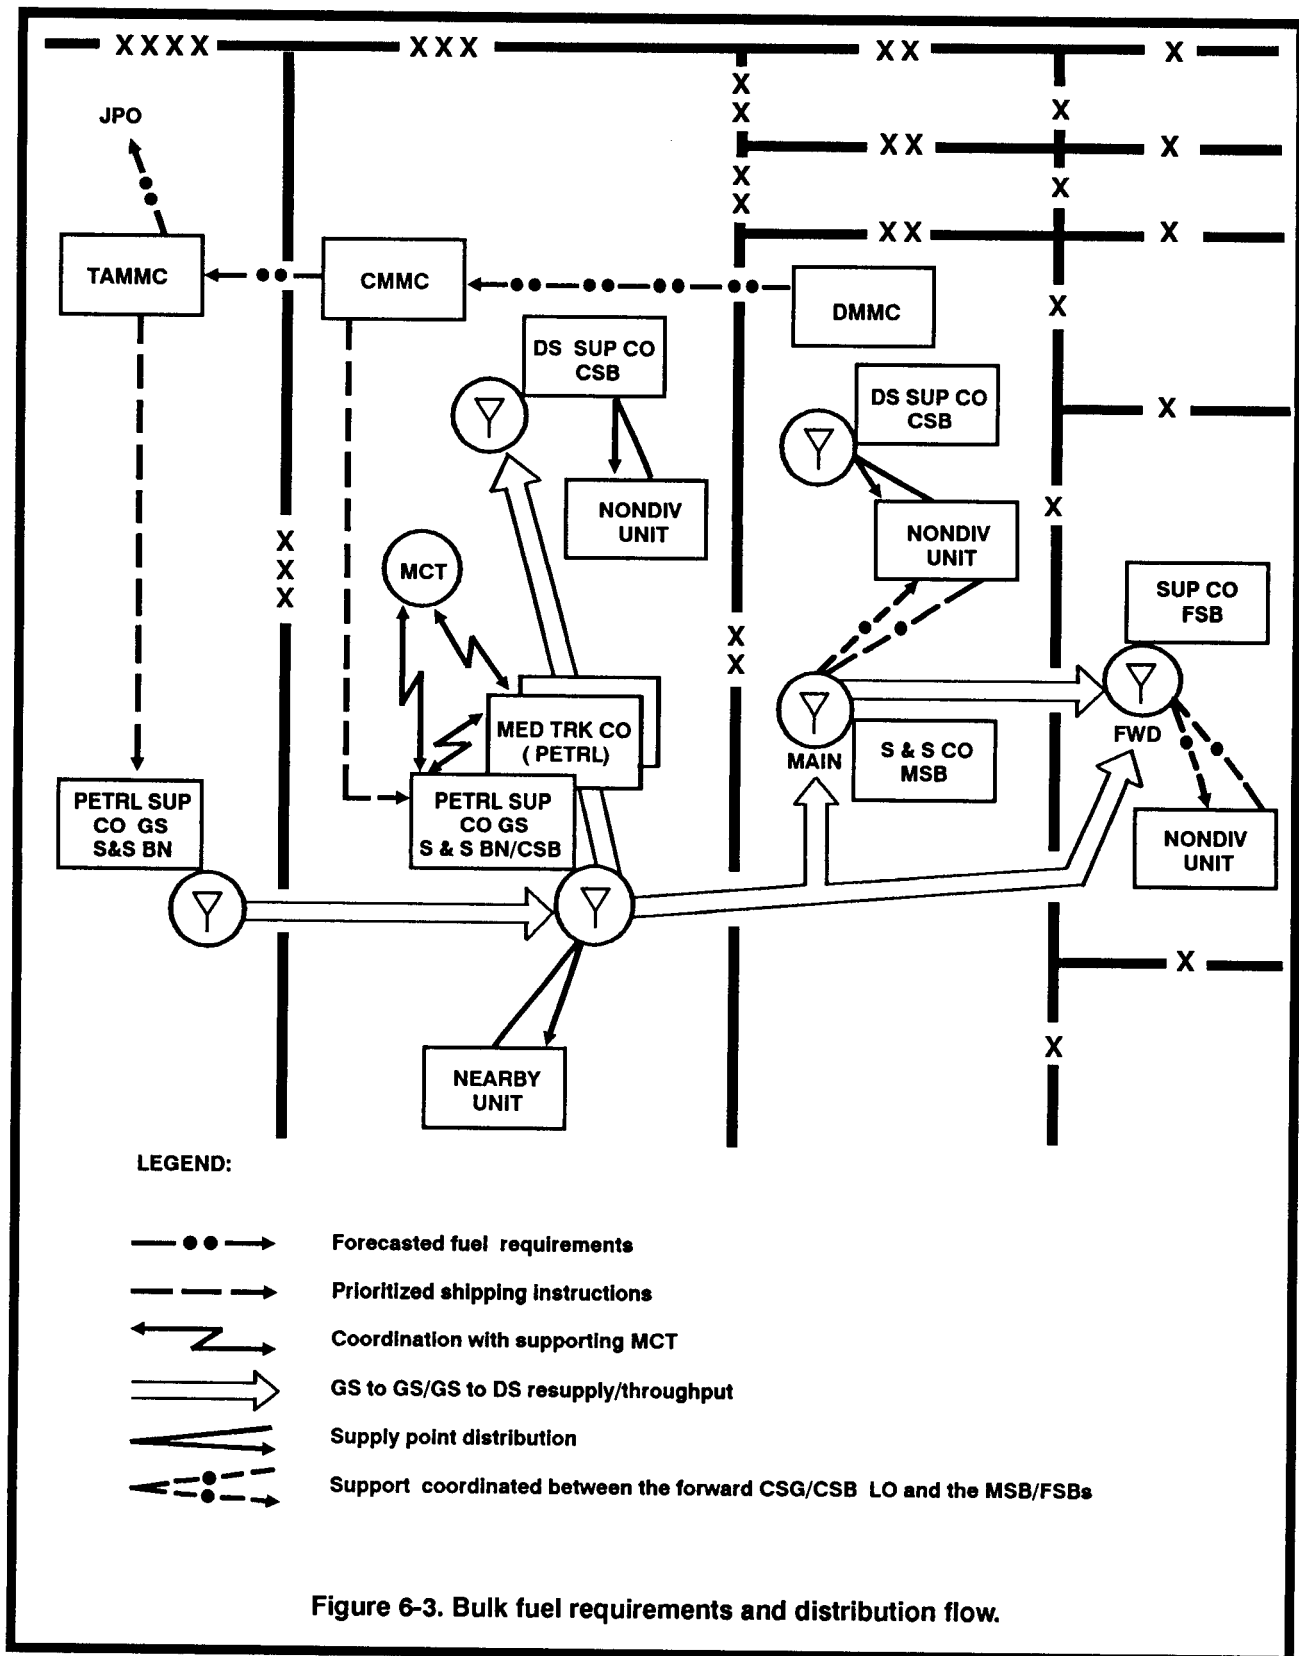 XXXX
XXX
XX
X
X
X
X
XX
X
X
X
X
XX
X
JPO
TAMMC
CMMC
DMMC
X
DS SUP CO
CSB
DS SUP CO
CSB
X
NONDIV
UNIT
NONDIV
UNIT
X
X
X
X
MCT
SUP CO
FSB
X
X
MED TRK CO
( PETRL)
MAIN
S & S CO
MSB
FWD
PETRL SUP
CO GS
S&S BN
PETRL SUP
CO GS
S & S BN/CSB
NONDIV
UNIT
X
X
NEARBY
UNIT
LEGEND:
Forecasted fuel requirements
Prioritized shipping instructions
Coordination with supporting MCT
GS to GS/GS to DS resupply/throughput
Supply point distribution
Support coordinated between the forward CSG/CSB LO and the MSB/FSBs
Figure 6-3. Bulk fuel requirements and distribution flow.